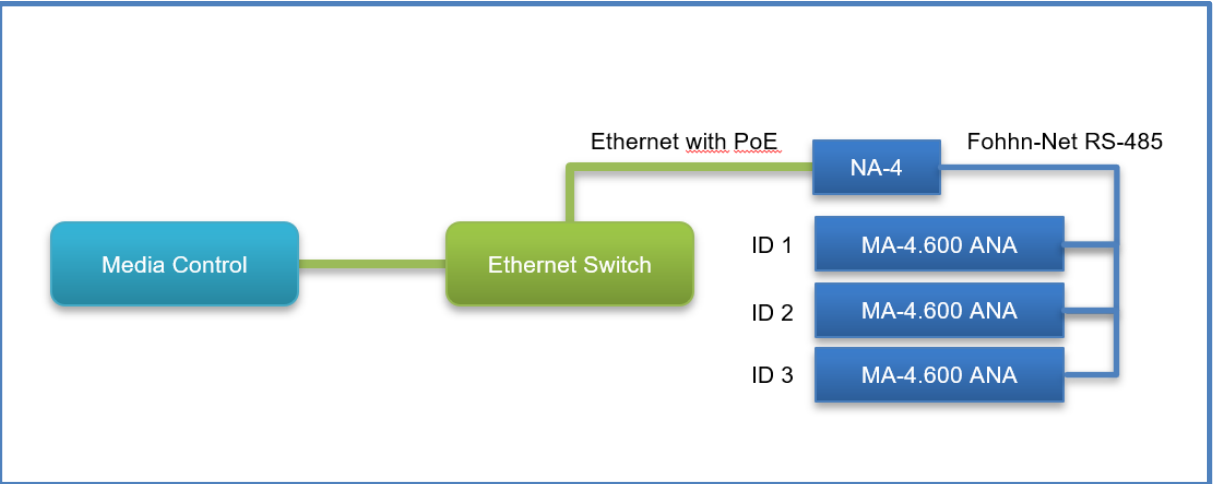 Ethernet with PoE
Fohhn-Net RS-485
NA-4
Media Control
Ethernet Switch
ID 1
MA-4.600 ANA
ID 2
MA-4.600 ANA
ID 3
MA-4.600 ANA